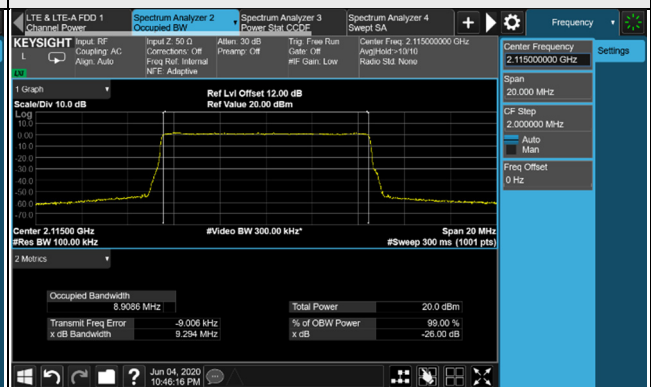 LTE & LTE-A FDD 1
Channel Power
Spectrum Analyzer 2
Occupied BW
Spectrum Analyzer 3
Power Stat CCDF
Spectrum Analyzer 4
Swept SA
+
Frequency
KEYSIGHT
L
Input: RF
Coupling: AC
Align: Auto
Input Z: 50 Ω
Corrections: Off
Freq Ref: Internal
NFE: Adaptive
Atten: 30 dB
Preamp: Off
Trig: Free Run
Gate: Off
#IF Gain: Low
Center Freq: 2.115000000 GHz
Avg|Hold:>10/10
Radio Std: None
Center Frequency
2.115000000 GHz
Settings
Span
20.000 MHz
CF Step
2.000000 MHz
Auto
Man
Freq Offset
0 Hz
1 Graph
Scale/Div 10.0 dB
Ref Lvl Offset 12.00 dB
Ref Value 20.00 dBm
Log
10.0
0.00
-10.0
-20.0
-30.0
-40.0
-50.0
-60.0
-70.0
Center 2.11500 GHz
#Video BW 300.00 kHz*
Span 20 MHz
#Res BW 100.00 kHz
#Sweep 300 ms (1001 pts)
2 Metrics
Occupied Bandwidth
8.9086 MHz
Total Power 20.0 dBm
Transmit Freq Error -9.006 kHz
% of OBW Power 99.00 %
x dB Bandwidth 9.294 MHz
x dB -26.00 dB
?
Jun 04, 2020
10:46:16 PM